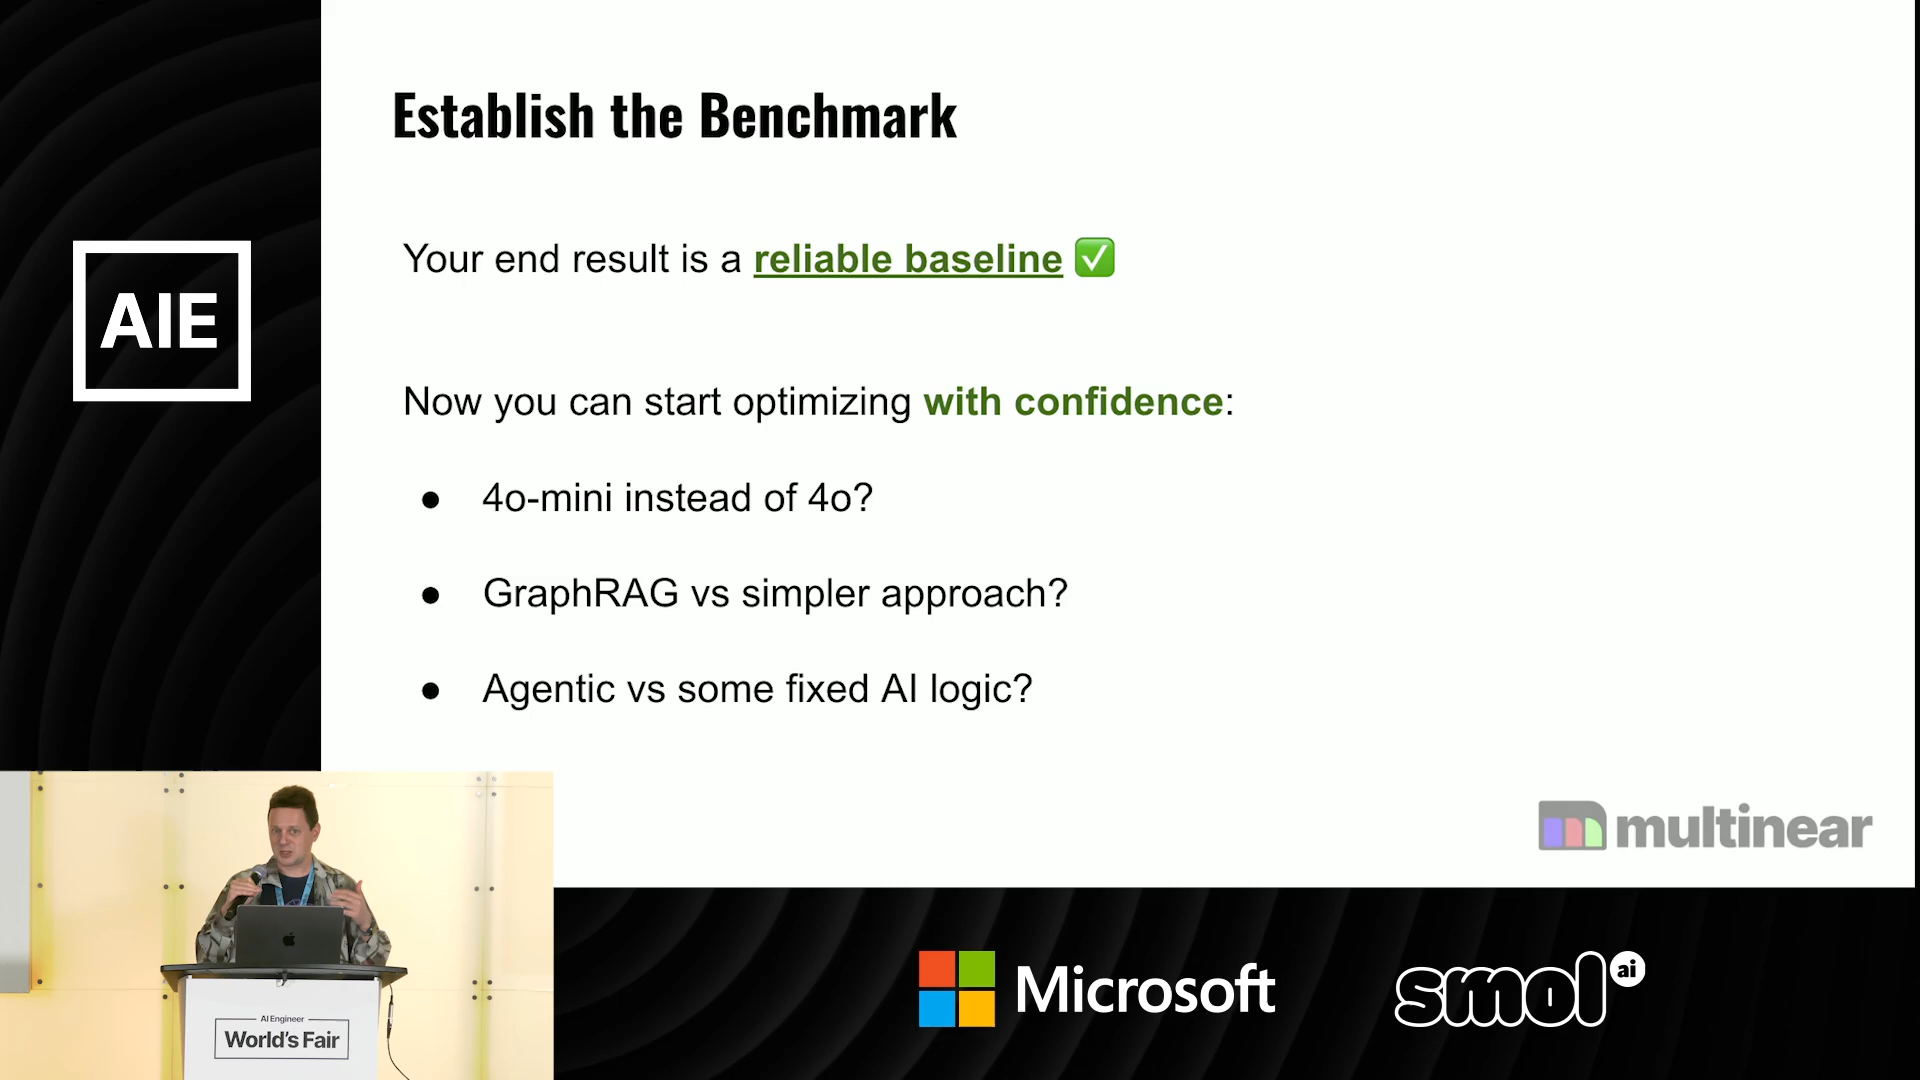 Establish the Benchmark
AIE
Your end result is a reliable baseline ✅
Now you can start optimizing with confidence:
● 4o-mini instead of 4o?
● GraphRAG vs simpler approach?
● Agentic vs some fixed AI logic?
multinear
Microsoft
smol ai
AI Engineer
World's Fair